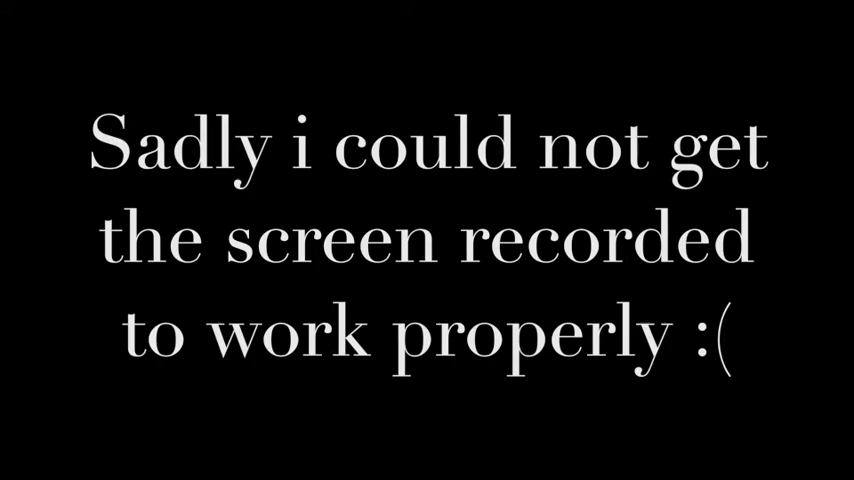 Sadly i could not get
the screen recorded
to work properly :(